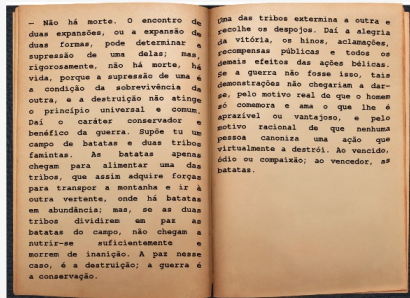 — Não há morte. O encontro de
duas expansões, ou a expansão de
duas formas, pode determinar a
supressão de uma delas; mas,
rigorosamente, não há morte, há
vida, porque a supressão de uma é
a condição da sobrevivência da
outra, e a destruição não atinge
o princípio universal e comum.
Daí o caráter conservador e
benéfico da guerra. Supõe tu um
campo de batatas e duas tribos
famintas. As batatas apenas
chegam para alimentar uma das
tribos, que assim adquire forças
para transpor a montanha e ir à
outra vertente, onde há batatas
em abundância; mas, se as duas
tribos dividirem em paz as
batatas do campo, não chegam a
nutrir-se suficientemente e
morrem de inanição. A paz nesse
caso, é a destruição; a guerra é
a conservação.
Uma das tribos extermina a outra e
recolhe os despojos. Daí a alegria
da vitória, os hinos, aclamações,
recompensas públicas e todos os
demais efeitos das ações bélicas.
Se a guerra não fosse isso, tais
demonstrações não chegariam a dar-
se, pelo motivo real de que o homem
só comemora e ama o que lhe é
aprazível ou vantajoso, e pelo
motivo racional de que nenhuma
pessoa canoniza uma ação que
virtualmente a destrói. Ao vencido,
ódio ou compaixão; ao vencedor, as
batatas.